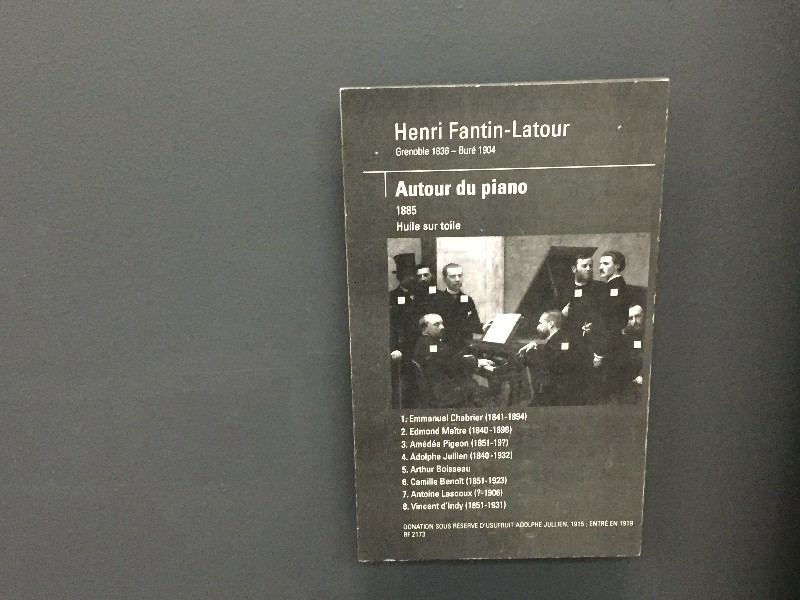 Henri Fantin-Latour
Grenoble 1836 – Buré 1904
Autour du piano
1885
Huile sur toile
1. Emmanuel Chabrier (1841-1894)
2. Edmond Maître (1840-1898)
3. Amédée Pigeon (1851-19?)
4. Adolphe Jullien (1840-1932)
5. Arthur Boisseau
6. Camille Benoît (1851-1923)
7. Antoine Lascoux (?-1906)
8. Vincent d'Indy (1851-1931)
DONATION SOUS RÉSERVE D'USUFRUIT ADOLPHE JULLIEN, 1915 ; ENTRÉ EN 1919
RF 2173